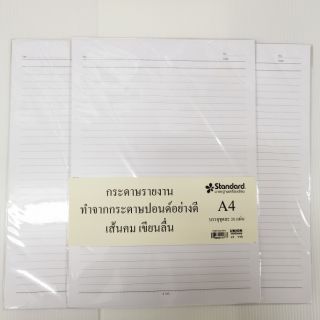 กระดาษรายงาน
ทำจากกระดาษปอนด์อย่างดี
เส้นคม เขียนลื่น
Standard
A4